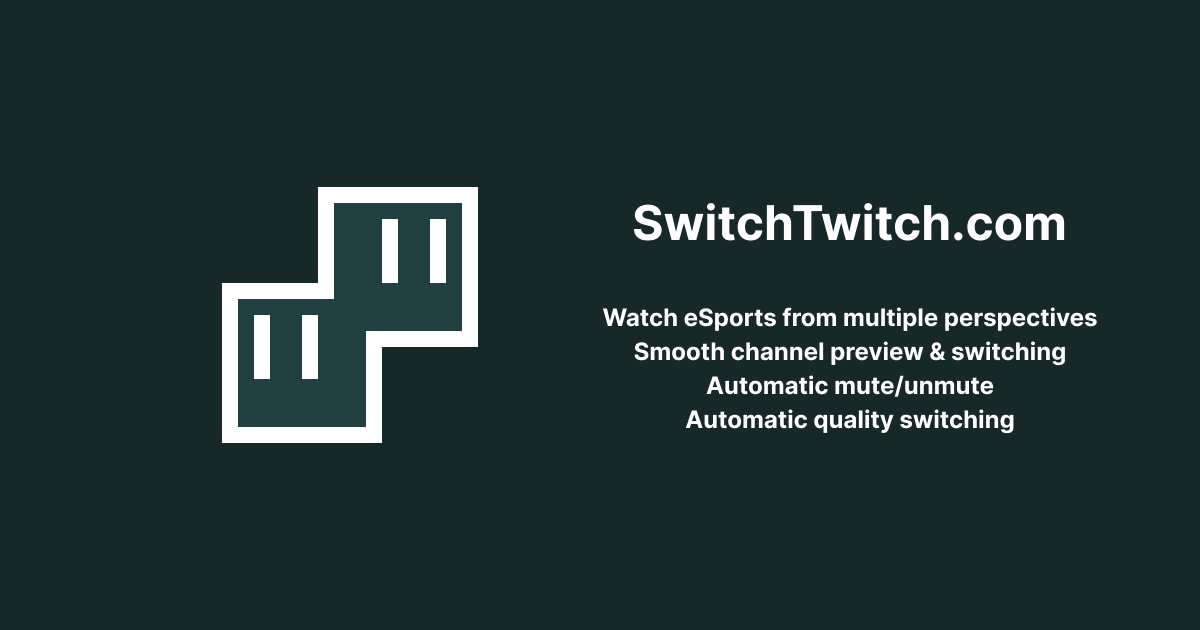 SwitchTwitch.com
Watch eSports from multiple perspectives
Smooth channel preview & switching
Automatic mute/unmute
Automatic quality switching